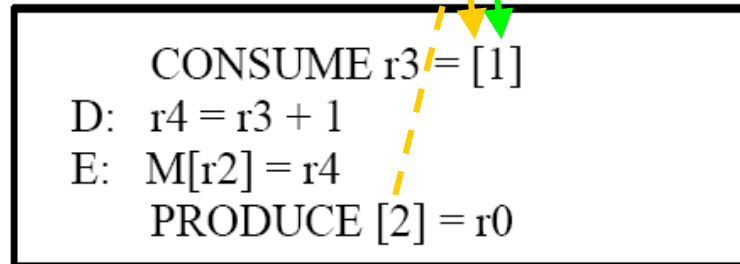 CONSUME r3 = [1]
D: r4 = r3 + 1
E: M[r2] = r4
PRODUCE [2] = r0